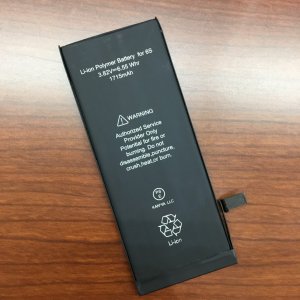 Li-ion Polymer Battery for 6S
3.82V=6.55 Whr
1715mAh
WARNING
Authorized Service
Provider Only
Potential for fire or
burning. Do not
disassemble,puncture,
crush,heat,or burn.
LLC
Li-ion